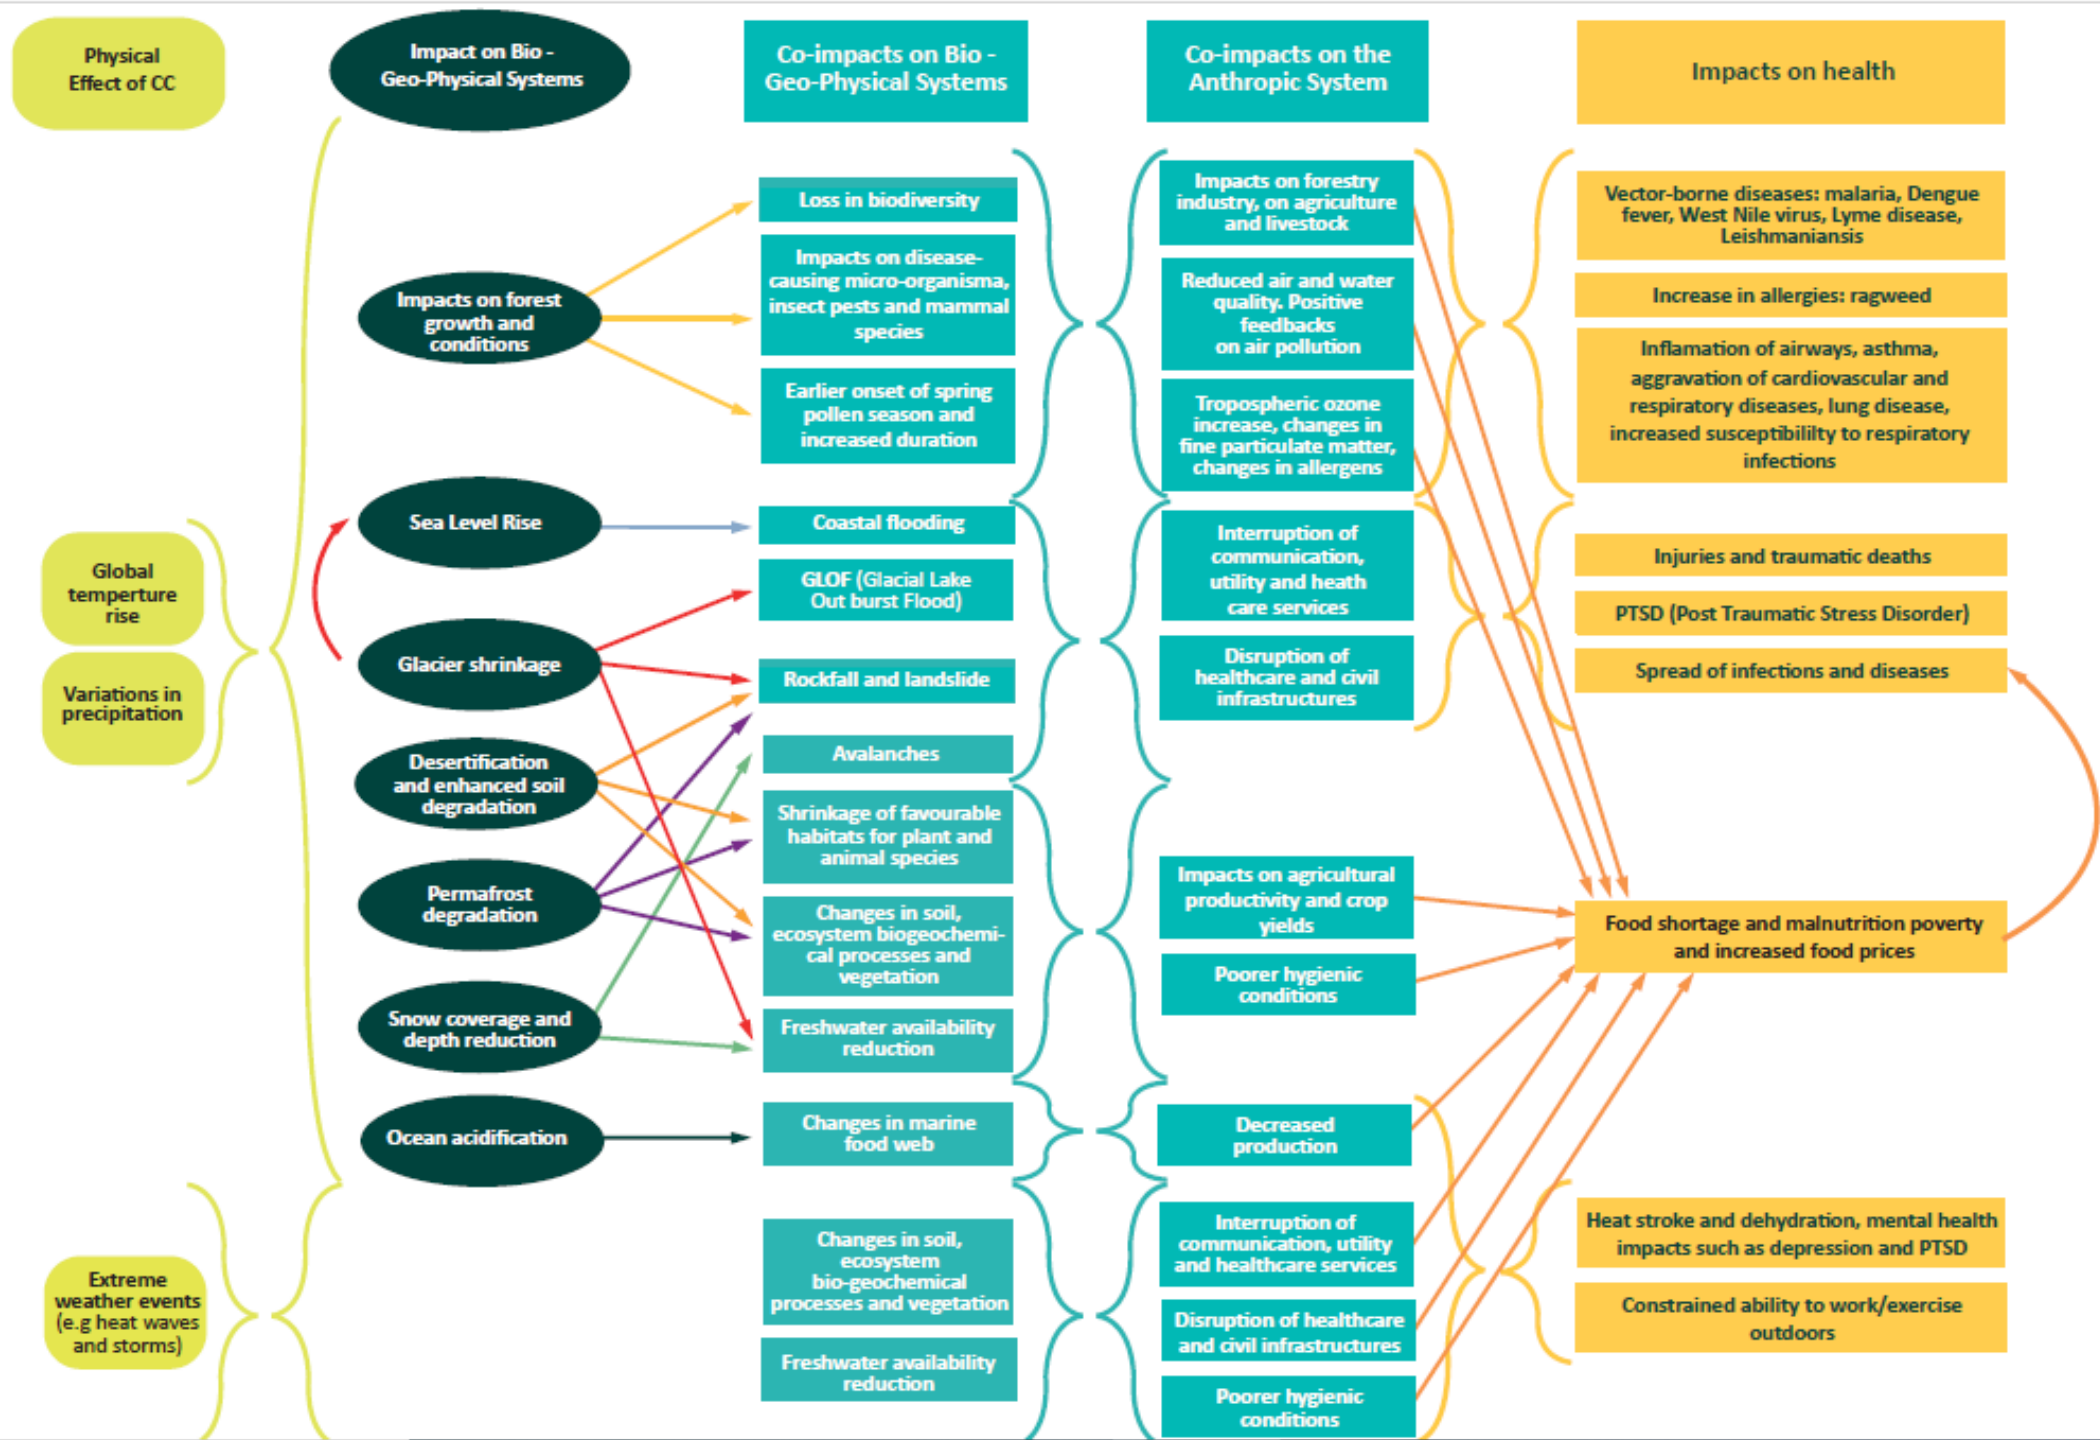 Physical
Effect of CC
Impact on Bio -
Geo-Physical Systems
Co-impacts on Bio -
Geo-Physical Systems
Co-impacts on the
Anthropic System
Impacts on health
Global
temperture
rise
Variations in
precipitation
Extreme
weather events
(e.g heat waves
and storms)
Impacts on forest
growth and
conditions
Sea Level Rise
Glacier shrinkage
Desertification
and enhanced soil
degradation
Permafrost
degradation
Snow coverage and
depth reduction
Ocean acidification
Loss in biodiversity
Impacts on disease-
causing micro-organisma,
insect pests and mammal
species
Earlier onset of spring
pollen season and
increased duration
Coastal flooding
GLOF (Glacial Lake
Out burst Flood)
Rockfall and landslide
Avalanches
Shrinkage of favourable
habitats for plant and
animal species
Changes in soil,
ecosystem biogeochemi-
cal processes and
vegetation
Freshwater availability
reduction
Changes in marine
food web
Changes in soil,
ecosystem
bio-geochemical
processes and vegetation
Freshwater availability
reduction
Impacts on forestry
industry, on agriculture
and livestock
Reduced air and water
quality. Positive
feedbacks
on air pollution
Tropospheric ozone
increase, changes in
fine particulate matter,
changes in allergens
Interruption of
communication,
utility and heath
care services
Disruption of
healthcare and civil
infrastructures
Impacts on agricultural
productivity and crop
yields
Poorer hygienic
conditions
Decreased
production
Interruption of
communication, utility
and healthcare services
Disruption of healthcare
and civil infrastructures
Poorer hygienic
conditions
Vector-borne diseases: malaria, Dengue
fever, West Nile virus, Lyme disease,
Leishmaniansis
Increase in allergies: ragweed
Inflamation of airways, asthma,
aggravation of cardiovascular and
respiratory diseases, lung disease,
increased susceptibililty to respiratory
infections
Injuries and traumatic deaths
PTSD (Post Traumatic Stress Disorder)
Spread of infections and diseases
Food shortage and malnutrition poverty
and increased food prices
Heat stroke and dehydration, mental health
impacts such as depression and PTSD
Constrained ability to work/exercise
outdoors